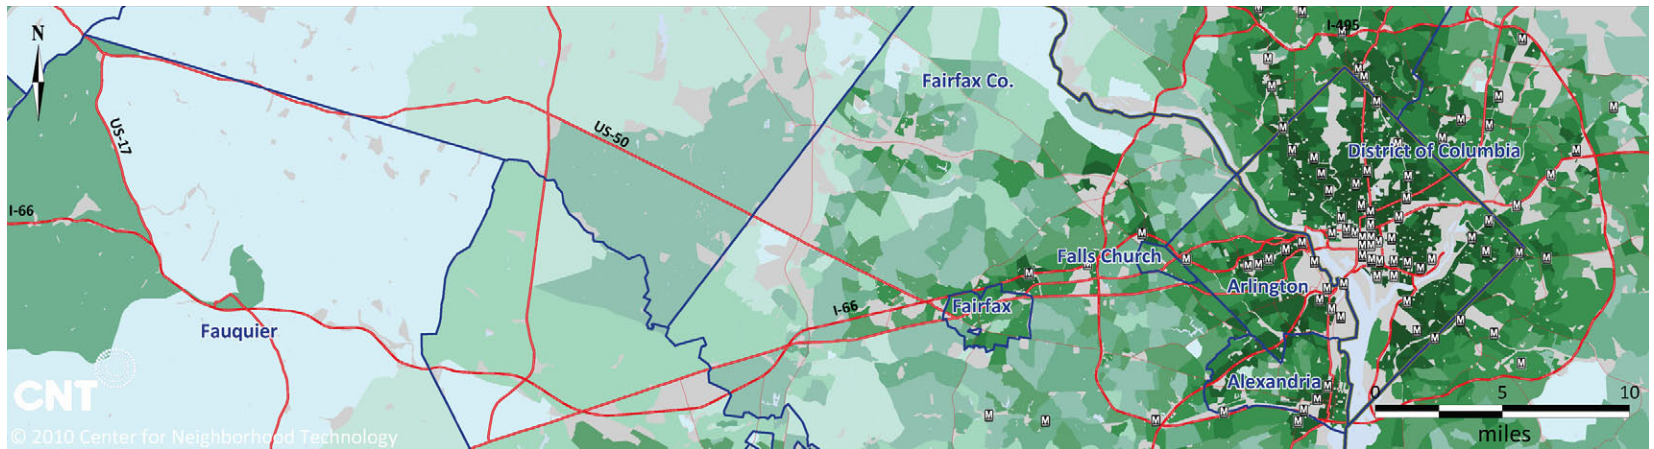 N
I-495
Fairfax Co.
US-17
US-50
District of Columbia
I-66
Falls Church
Arlington
I-66
Fairfax
Fauquier
Alexandria
0 5 10
miles
CNT
© 2010 Center for Neighborhood Technology